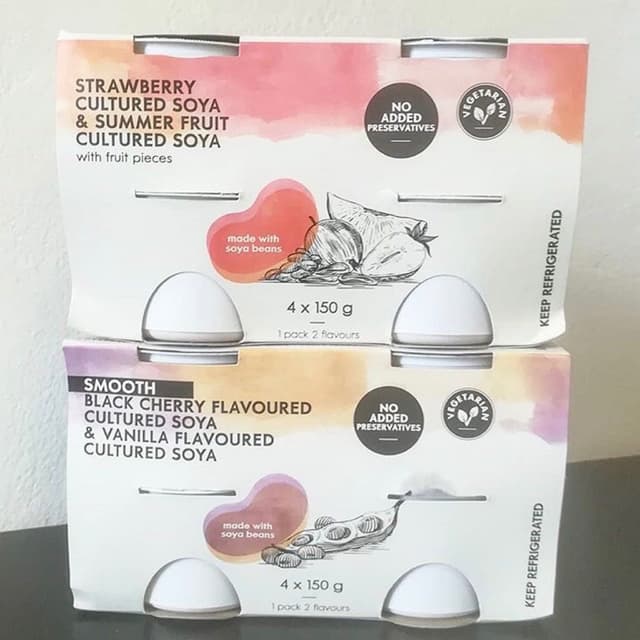 STRAWBERRY
CULTURED SOYA
& SUMMER FRUIT
CULTURED SOYA
with fruit pieces
NO
ADDED
PRESERVATIVES
VEGETARIAN
made with
soya beans
4 x 150 g
1 pack 2 flavours
KEEP REFRIGERATED
SMOOTH
BLACK CHERRY FLAVOURED
CULTURED SOYA
& VANILLA FLAVOURED
CULTURED SOYA
NO
ADDED
PRESERVATIVES
VEGETARIAN
made with
soya beans
4 x 150 g
1 pack 2 flavours
KEEP REFRIGERATED